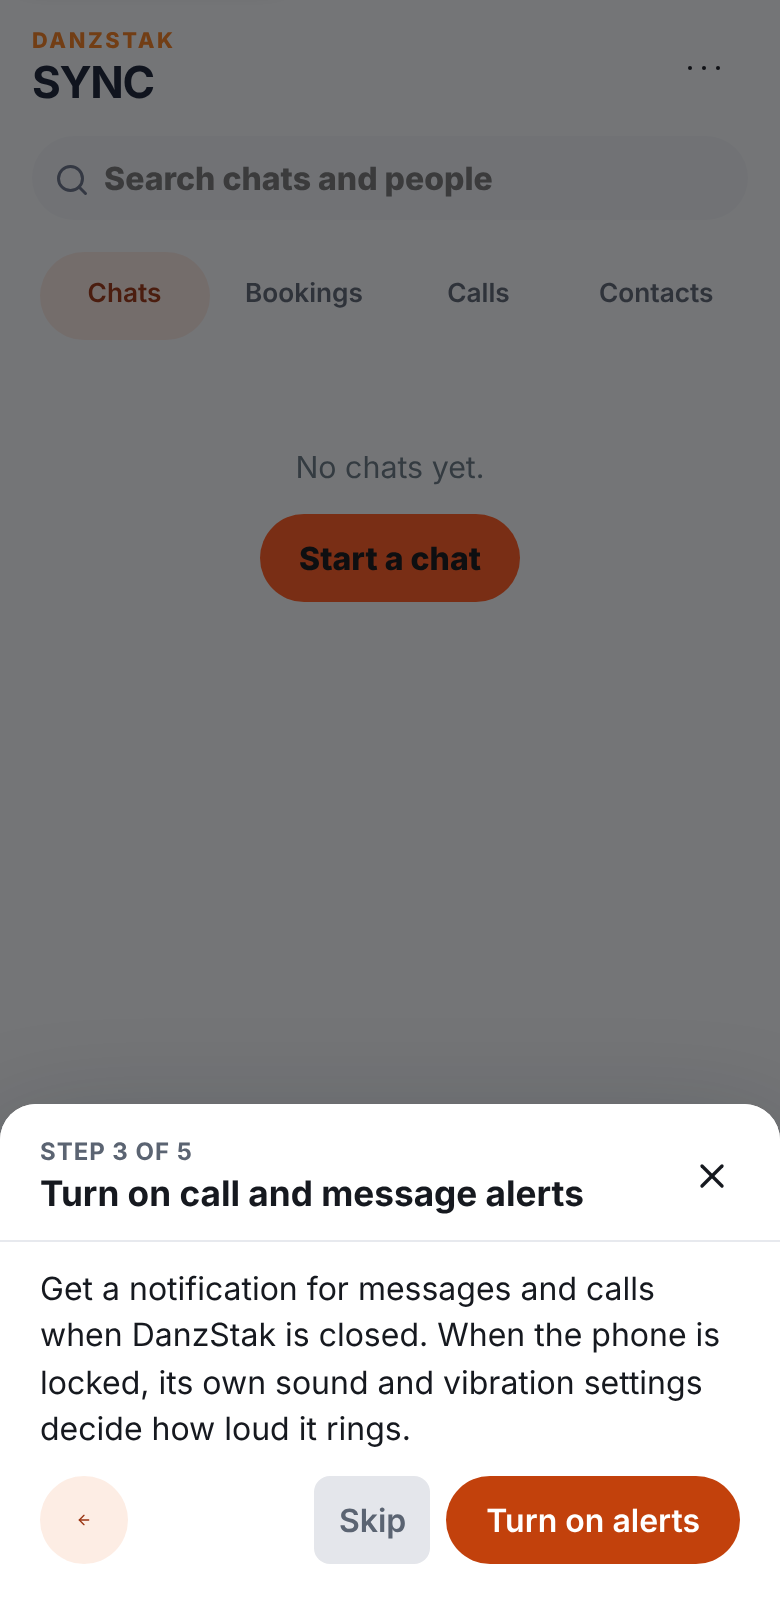 DANZSTAK
SYNC
Search chats and people
Chats
Bookings
Calls
Contacts
No chats yet.
Start a chat
STEP 3 OF 5
Turn on call and message alerts
Get a notification for messages and calls
when DanzStak is closed. When the phone is
locked, its own sound and vibration settings
decide how loud it rings.
Skip
Turn on alerts